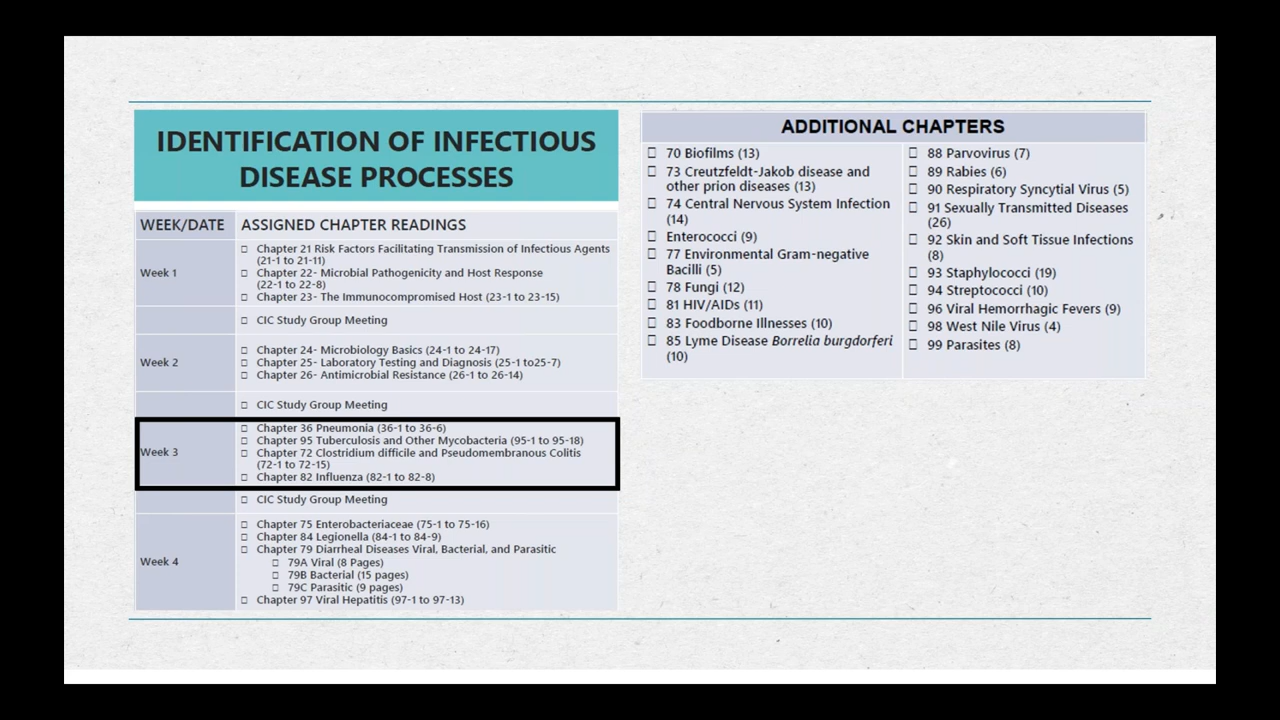 IDENTIFICATION OF INFECTIOUS
DISEASE PROCESSES
WEEK/DATE ASSIGNED CHAPTER READINGS
Week 1
Chapter 21 Risk Factors Facilitating Transmission of Infectious Agents
(21-1 to 21-11)
Chapter 22- Microbial Pathogenicity and Host Response
(22-1 to 22-8)
Chapter 23- The Immunocompromised Host (23-1 to 23-15)
CIC Study Group Meeting
Week 2
Chapter 24- Microbiology Basics (24-1 to 24-17)
Chapter 25- Laboratory Testing and Diagnosis (25-1 to25-7)
Chapter 26- Antimicrobial Resistance (26-1 to 26-14)
CIC Study Group Meeting
Week 3
Chapter 36 Pneumonia (36-1 to 36-6)
Chapter 95 Tuberculosis and Other Mycobacteria (95-1 to 95-18)
Chapter 72 Clostridium difficile and Pseudomembranous Colitis
(72-1 to 72-15)
Chapter 82 Influenza (82-1 to 82-8)
CIC Study Group Meeting
Week 4
Chapter 75 Enterobacteriaceae (75-1 to 75-16)
Chapter 84 Legionella (84-1 to 84-9)
Chapter 79 Diarrheal Diseases Viral, Bacterial, and Parasitic
79A Viral (8 Pages)
79B Bacterial (15 pages)
79C Parasitic (9 pages)
Chapter 97 Viral Hepatitis (97-1 to 97-13)
ADDITIONAL CHAPTERS
70 Biofilms (13)
73 Creutzfeldt-Jakob disease and
other prion diseases (13)
74 Central Nervous System Infection
(14)
Enterococci (9)
77 Environmental Gram-negative
Bacilli (5)
78 Fungi (12)
81 HIV/AIDs (11)
83 Foodborne Illnesses (10)
85 Lyme Disease Borrelia burgdorferi
(10)
88 Parvovirus (7)
89 Rabies (6)
90 Respiratory Syncytial Virus (5)
91 Sexually Transmitted Diseases
(26)
92 Skin and Soft Tissue Infections
(8)
93 Staphylococci (19)
94 Streptococci (10)
96 Viral Hemorrhagic Fevers (9)
98 West Nile Virus (4)
99 Parasites (8)